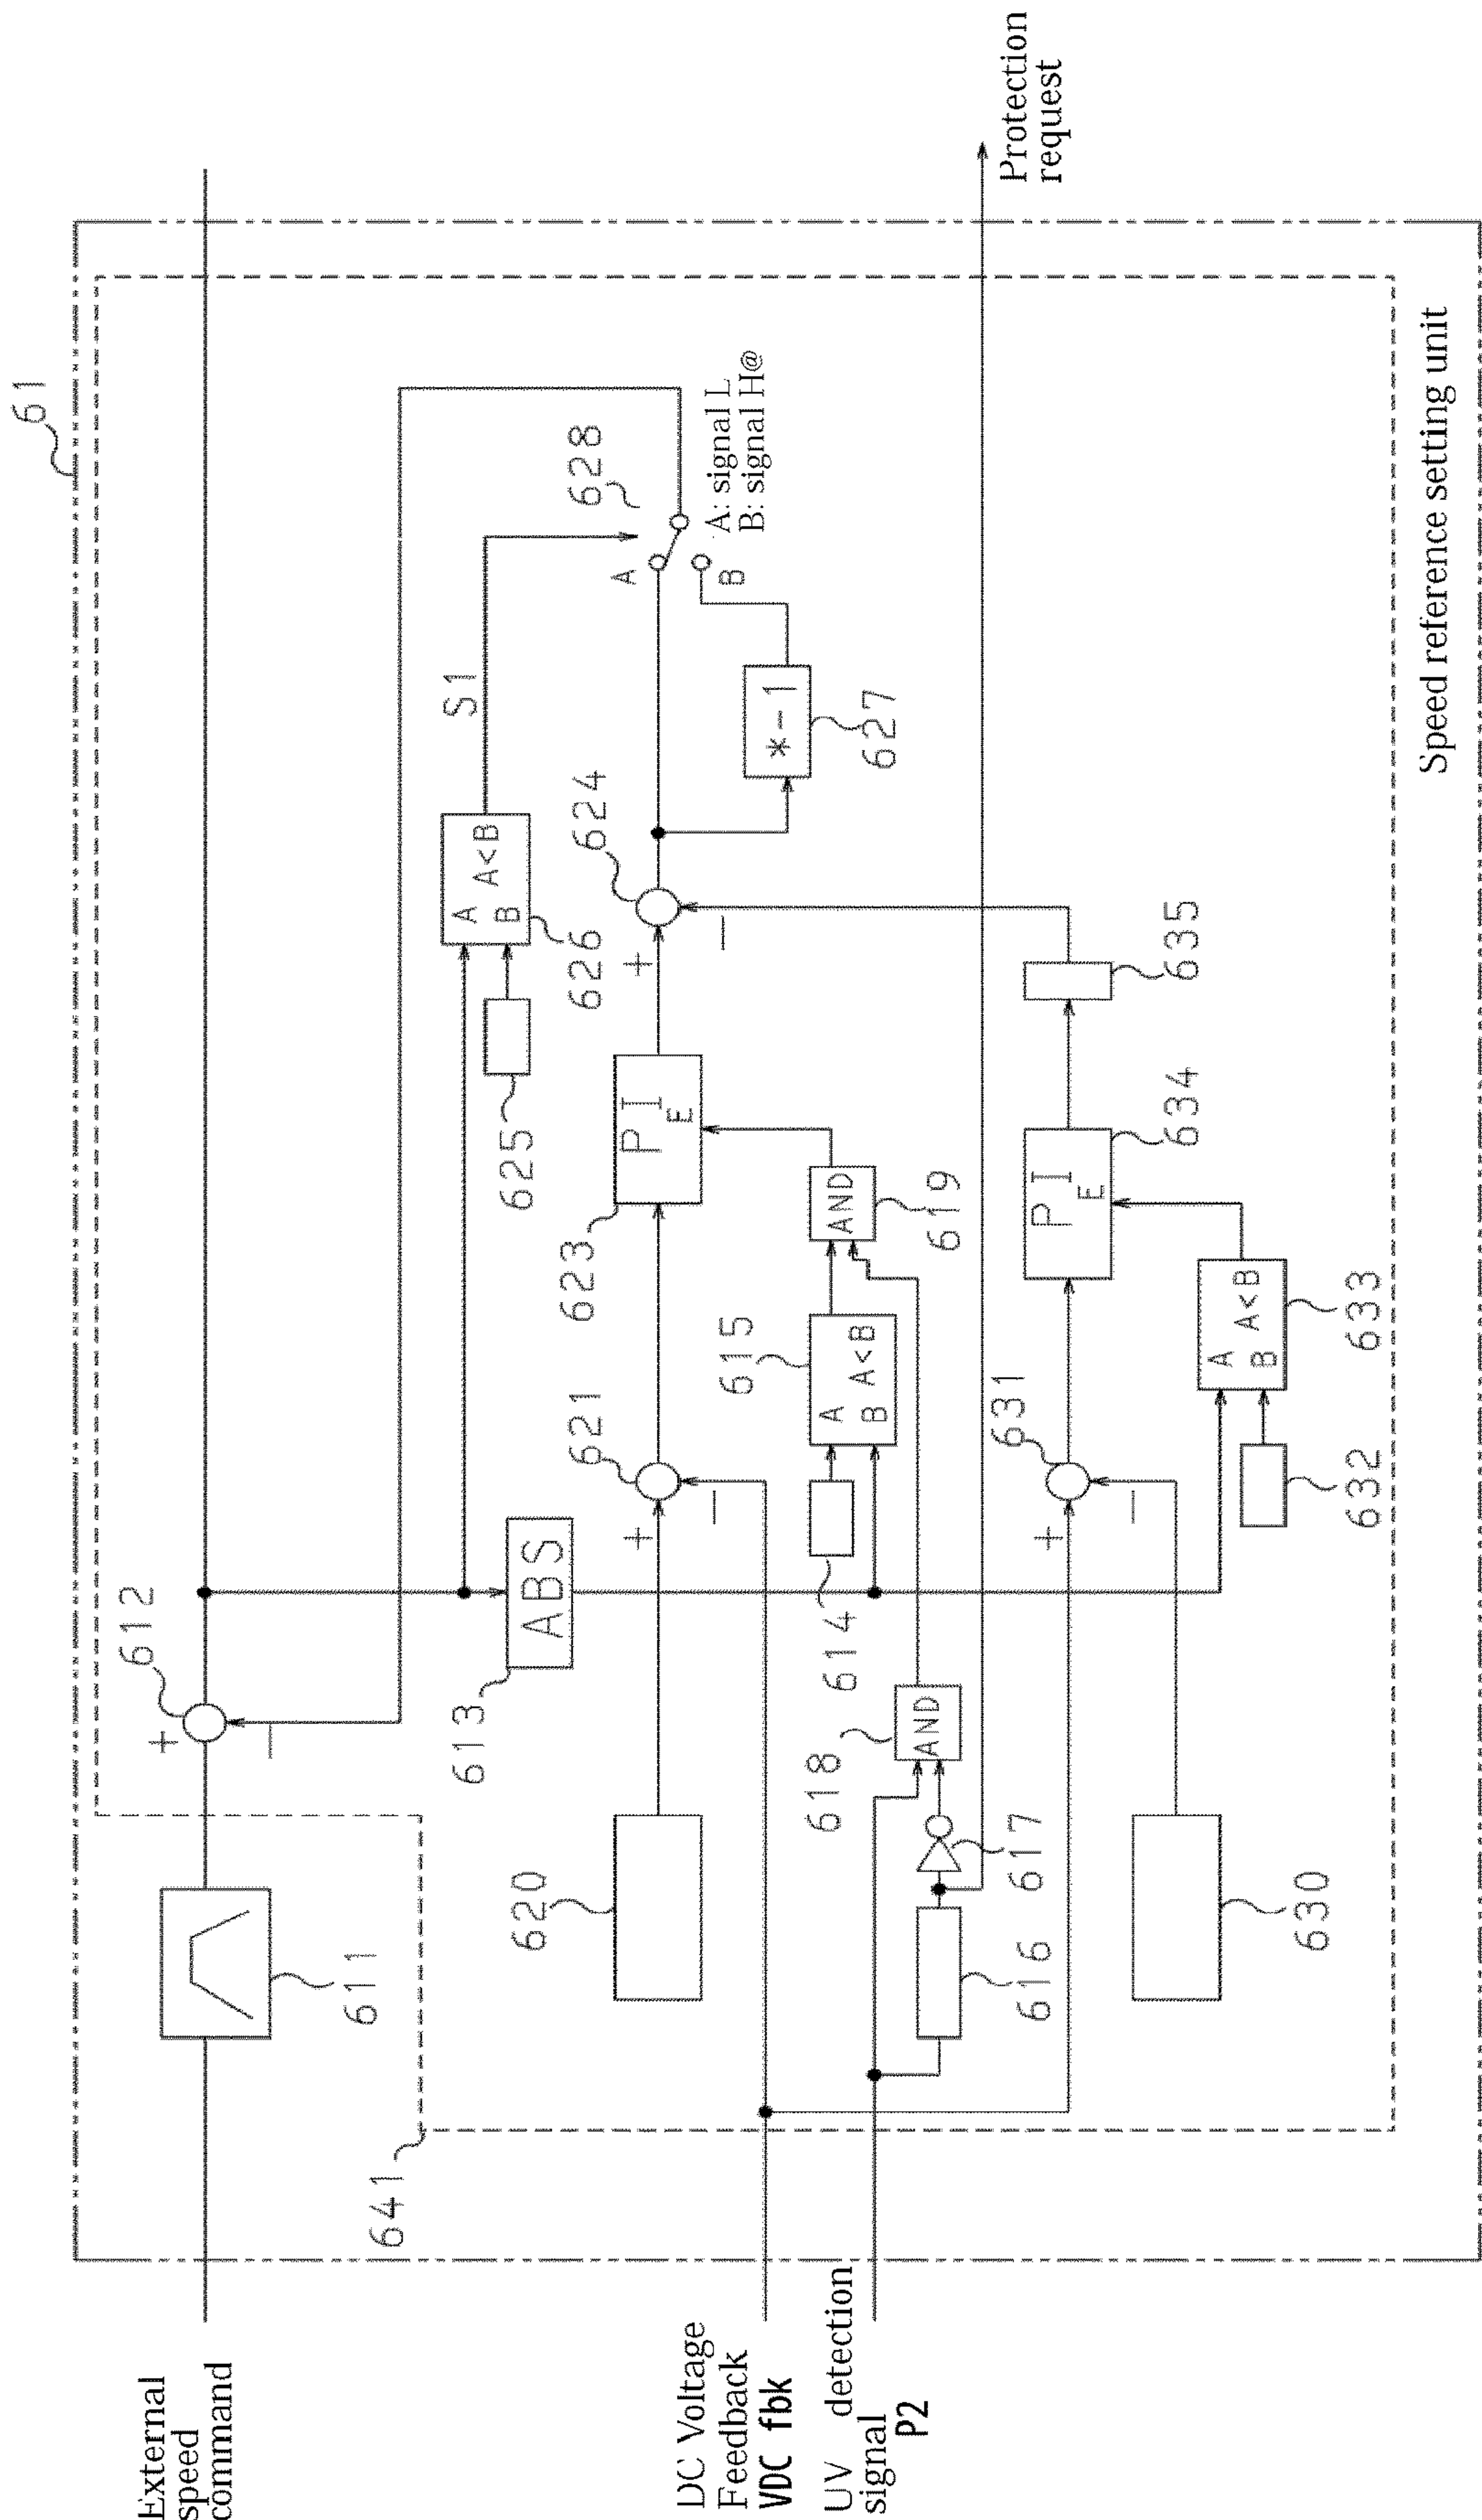 61
External
speed
command
611
+
−
612
641
613
ABS
S1
A
B A<B
625
626
628
A
B
A: signal L
B: signal H@
*-1
627
620
+
−
621
PI
E
623
+
−
624
DC Voltage
Feedback
VDC fbk
UV detection
signal
P2
614
A
B A<B
615
AND
619
AND
618
617
616
Protection
request
+
−
631
PI
E
634
635
630
632
A
B A<B
633
Speed reference setting unit